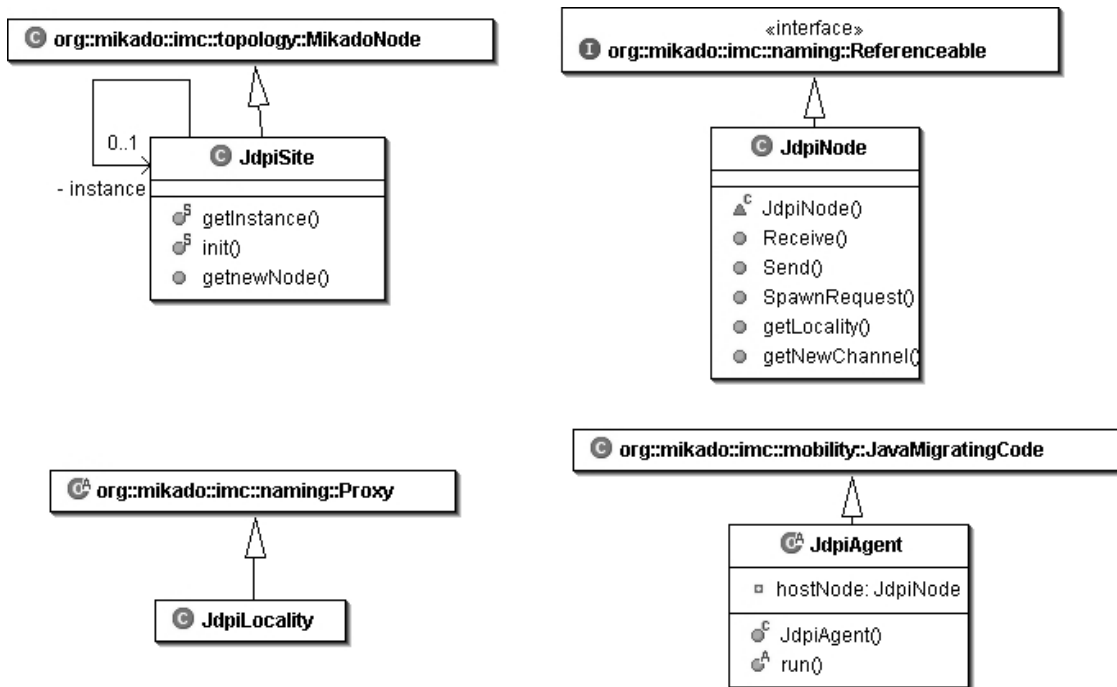 C org::mikado::imc::topology::MikadoNode
0..1
- instance
C JdpiSite
S getInstance()
S init()
getnewNode()
«interface»
I org::mikado::imc::naming::Referenceable
C JdpiNode
C JdpiNode()
Receive()
Send()
SpawnRequest()
getLocality()
getNewChannel()
CA org::mikado::imc::naming::Proxy
C JdpiLocality
C org::mikado::imc::mobility::JavaMigratingCode
CA JdpiAgent
hostNode: JdpiNode
C JdpiAgent()
A run()